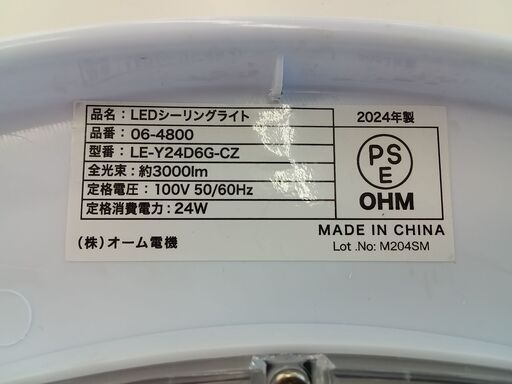 品名：LEDシーリングライト
品番：06-4800
型番：LE-Y24D6G-CZ
全光束：約3000lm
定格電圧：100V 50/60Hz
定格消費電力：24W
(株)オーム電機
2024年製
PS
E
OHM
MADE IN CHINA
Lot .No: M204SM